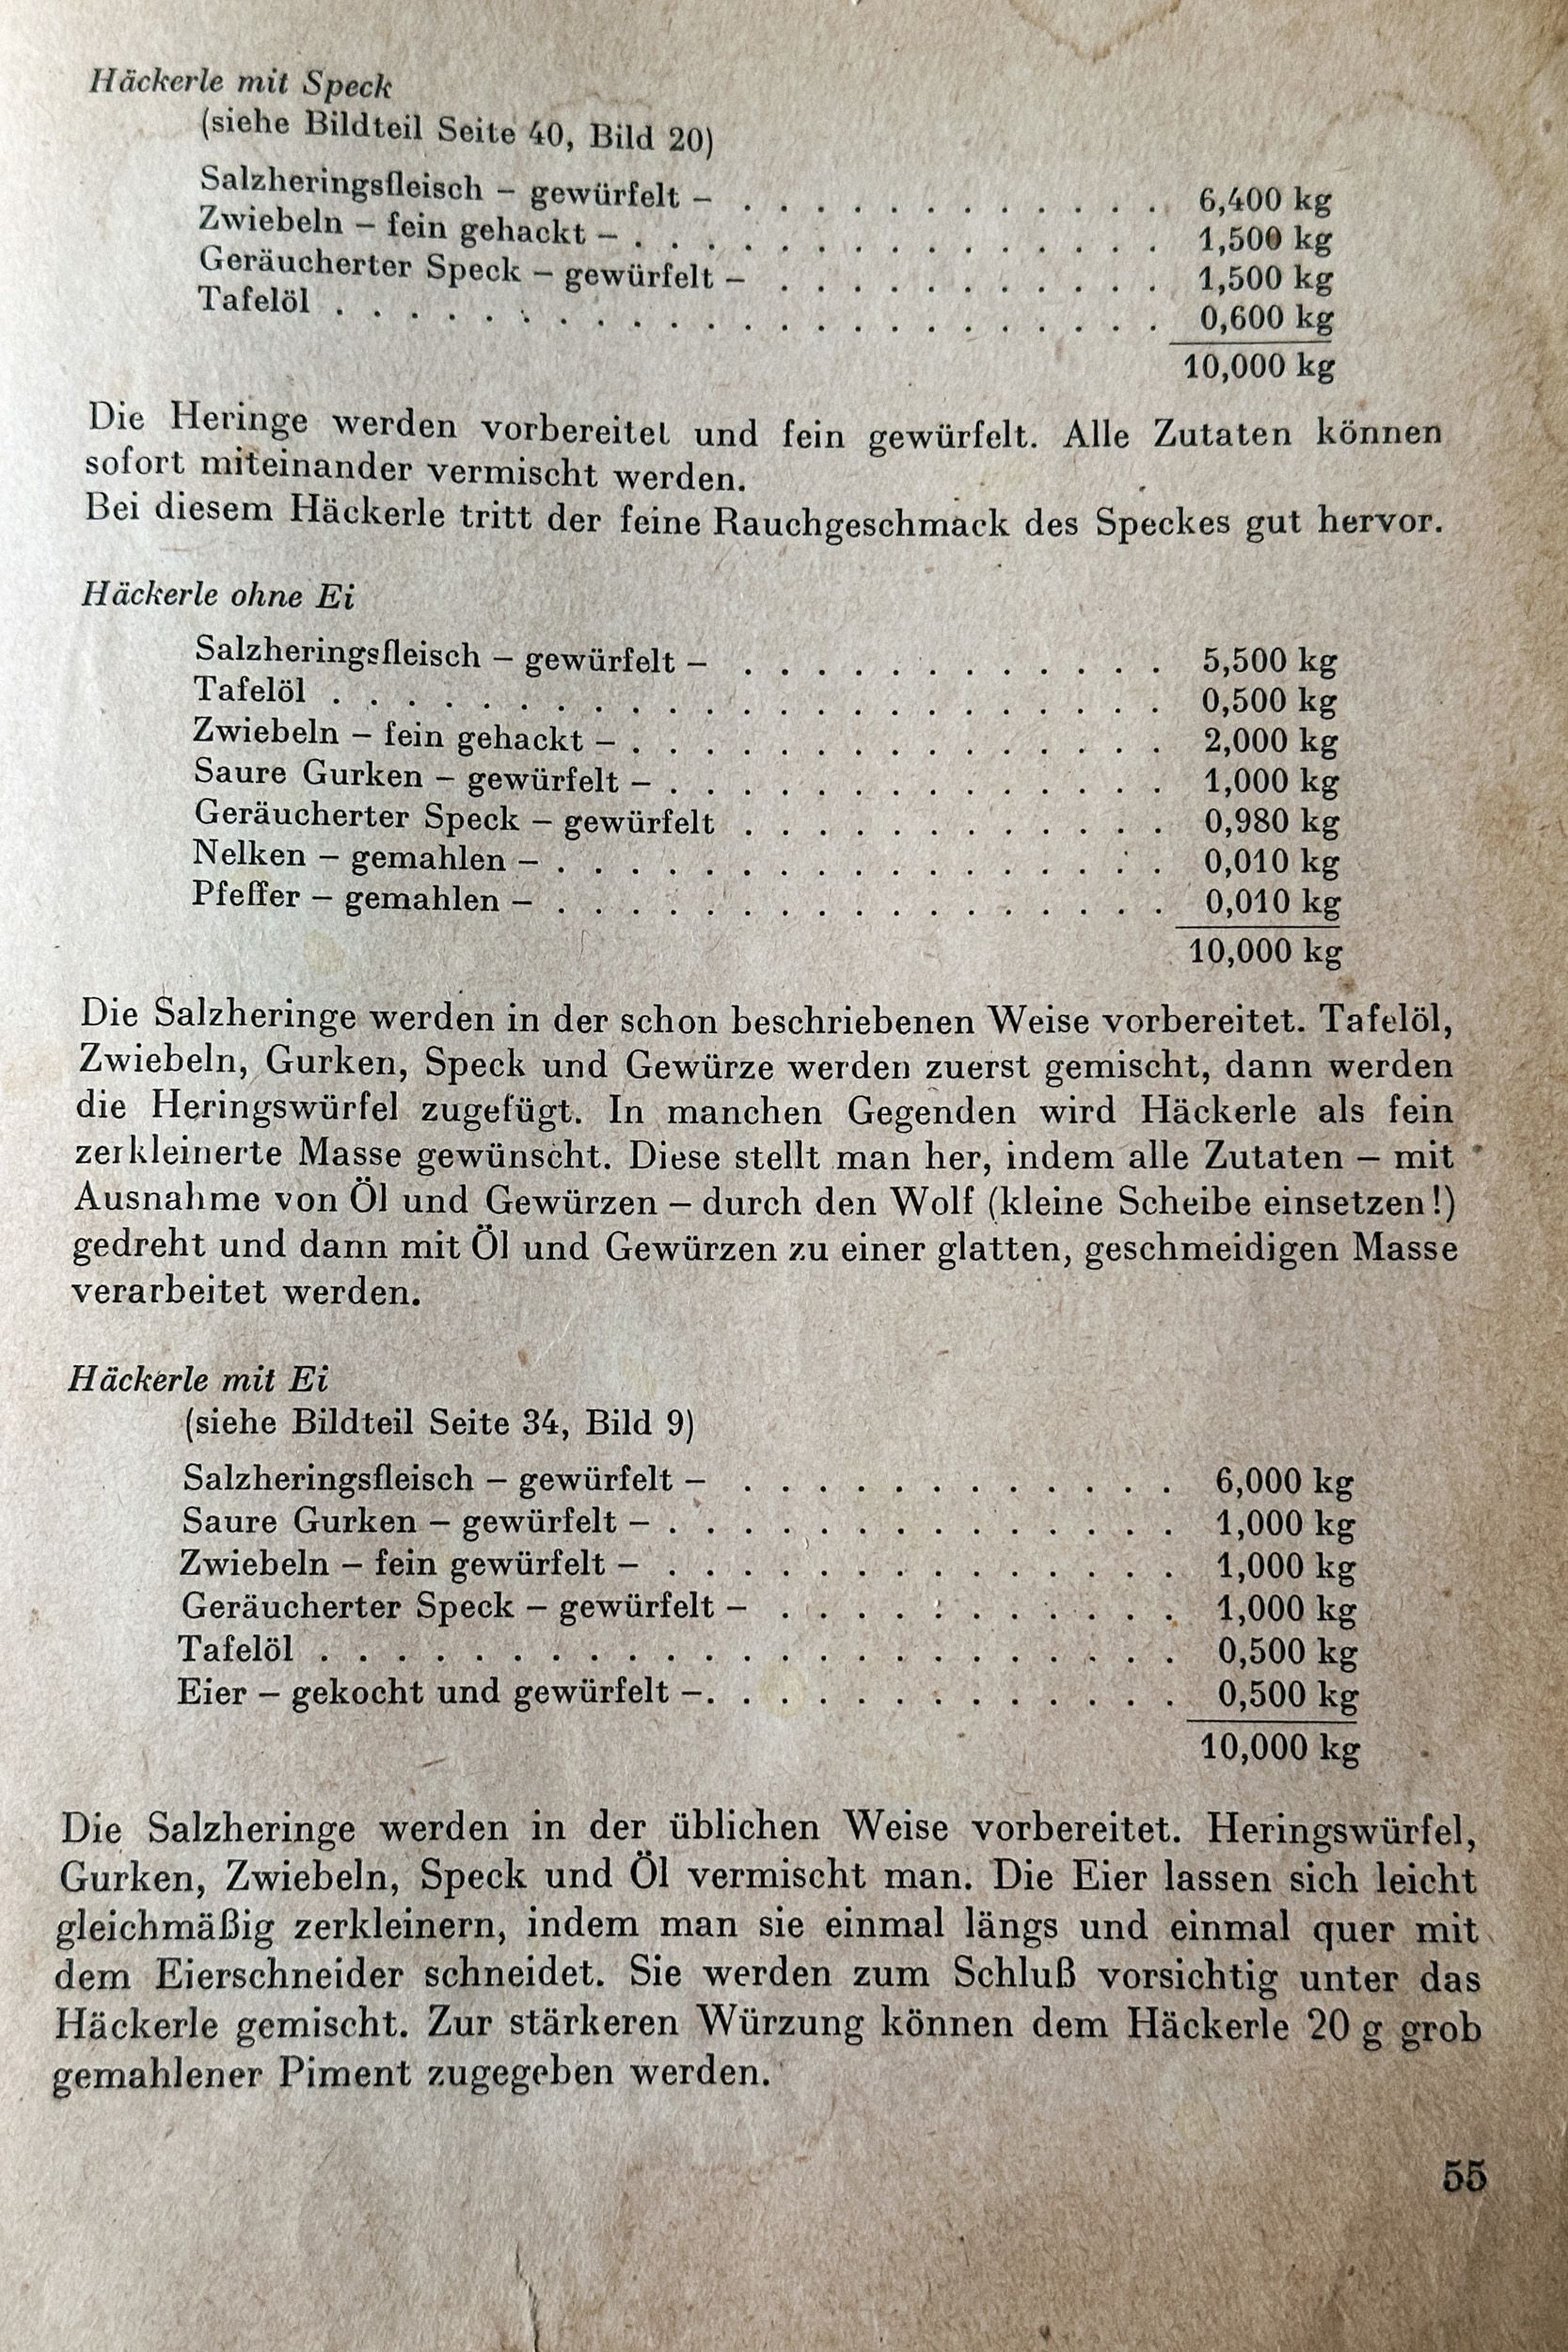 Häckerle mit Speck
(siehe Bildteil Seite 40, Bild 20)
Salzheringsfleisch – gewürfelt – . . . . . . . . . . . . 6,400 kg
Zwiebeln – fein gehackt – . . . . . . . . . . . . . . . 1,500 kg
Geräucherter Speck – gewürfelt – . . . . . . . . . . . 1,500 kg
Tafelöl . . . . . . . . . . . . . . . . . . . . . . . 0,600 kg
10,000 kg
Die Heringe werden vorbereitet und fein gewürfelt. Alle Zutaten können
sofort miteinander vermischt werden.
Bei diesem Häckerle tritt der feine Rauchgeschmack des Speckes gut hervor.
Häckerle ohne Ei
Salzheringsfleisch – gewürfelt – . . . . . . . . . . . . 5,500 kg
Tafelöl . . . . . . . . . . . . . . . . . . . . . . . 0,500 kg
Zwiebeln – fein gehackt – . . . . . . . . . . . . . . . 2,000 kg
Saure Gurken – gewürfelt – . . . . . . . . . . . . . . 1,000 kg
Geräucherter Speck – gewürfelt . . . . . . . . . . . . 0,980 kg
Nelken – gemahlen – . . . . . . . . . . . . . . . . . 0,010 kg
Pfeffer – gemahlen – . . . . . . . . . . . . . . . . . 0,010 kg
10,000 kg
Die Salzheringe werden in der schon beschriebenen Weise vorbereitet. Tafelöl,
Zwiebeln, Gurken, Speck und Gewürze werden zuerst gemischt, dann werden
die Heringswürfel zugefügt. In manchen Gegenden wird Häckerle als fein
zerkleinerte Masse gewünscht. Diese stellt man her, indem alle Zutaten – mit
Ausnahme von Öl und Gewürzen – durch den Wolf (kleine Scheibe einsetzen!)
gedreht und dann mit Öl und Gewürzen zu einer glatten, geschmeidigen Masse
verarbeitet werden.
Häckerle mit Ei
(siehe Bildteil Seite 34, Bild 9)
Salzheringsfleisch – gewürfelt – . . . . . . . . . . . . 6,000 kg
Saure Gurken – gewürfelt – . . . . . . . . . . . . . . 1,000 kg
Zwiebeln – fein gewürfelt – . . . . . . . . . . . . . . 1,000 kg
Geräucherter Speck – gewürfelt – . . . . . . . . . . . 1,000 kg
Tafelöl . . . . . . . . . . . . . . . . . . . . . . . 0,500 kg
Eier – gekocht und gewürfelt –. . . . . . . . . . . . . 0,500 kg
10,000 kg
Die Salzheringe werden in der üblichen Weise vorbereitet. Heringswürfel,
Gurken, Zwiebeln, Speck und Öl vermischt man. Die Eier lassen sich leicht
gleichmäßig zerkleinern, indem man sie einmal längs und einmal quer mit
dem Eierschneider schneidet. Sie werden zum Schluß vorsichtig unter das
Häckerle gemischt. Zur stärkeren Würzung können dem Häckerle 20 g grob
gemahlener Piment zugegeben werden.
55